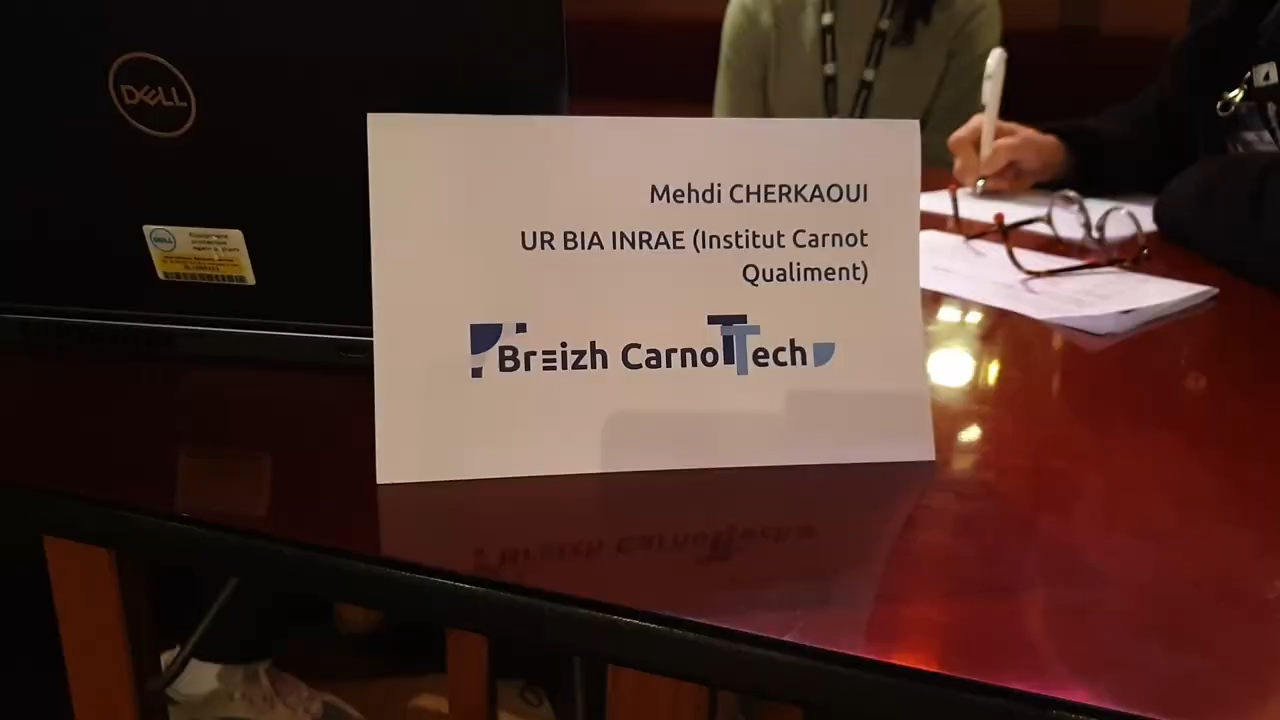 DELL
Mehdi CHERKAOUI
UR BIA INRAE (Institut Carnot
Qualiment)
Breizh CarnoTTech